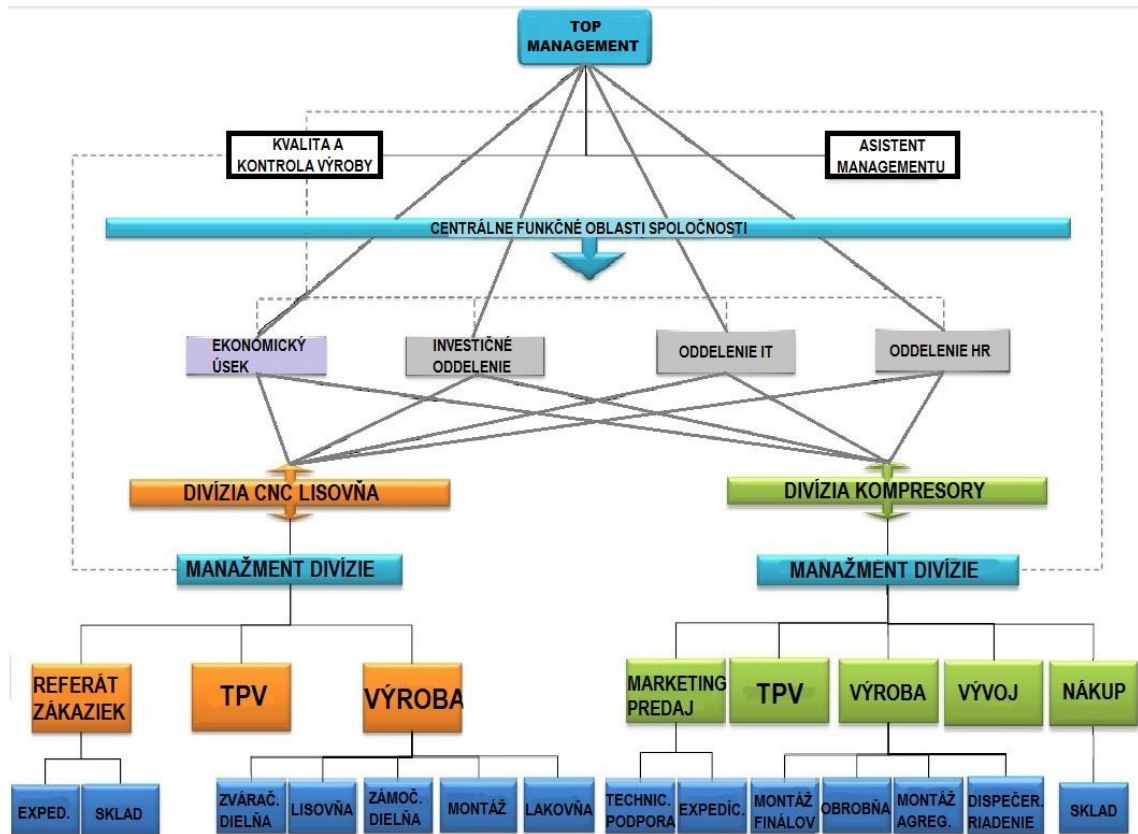 TOP
MANAGEMENT
KVALITA A
KONTROLA VÝROBY
ASISTENT
MANAGEMENTU
CENTRÁLNE FUNKČNÉ OBLASTI SPOLOČNOSTI
EKONOMICKÝ
ÚSEK
INVESTIČNÉ
ODDELENIE
ODDELENIE IT
ODDELENIE HR
DIVÍZIA CNC LISOVŇA
DIVÍZIA KOMPRESORY
MANAŽMENT DIVÍZIE
MANAŽMENT DIVÍZIE
REFERÁT
ZÁKAZIEK
TPV
VÝROBA
MARKETING
PREDAJ
TPV
VÝROBA
VÝVOJ
NÁKUP
EXPED.
SKLAD
ZVÁRAČ.
DIELŇA
LISOVŇA
ZÁMOČ.
DIELŇA
MONTÁŽ
LAKOVŇA
TECHNIC.
PODPORA
EXPEDÍC.
MONTÁŽ
FINÁLOV
OBROBŇA
MONTÁŽ
AGREG.
DISPEČER.
RIADENIE
SKLAD